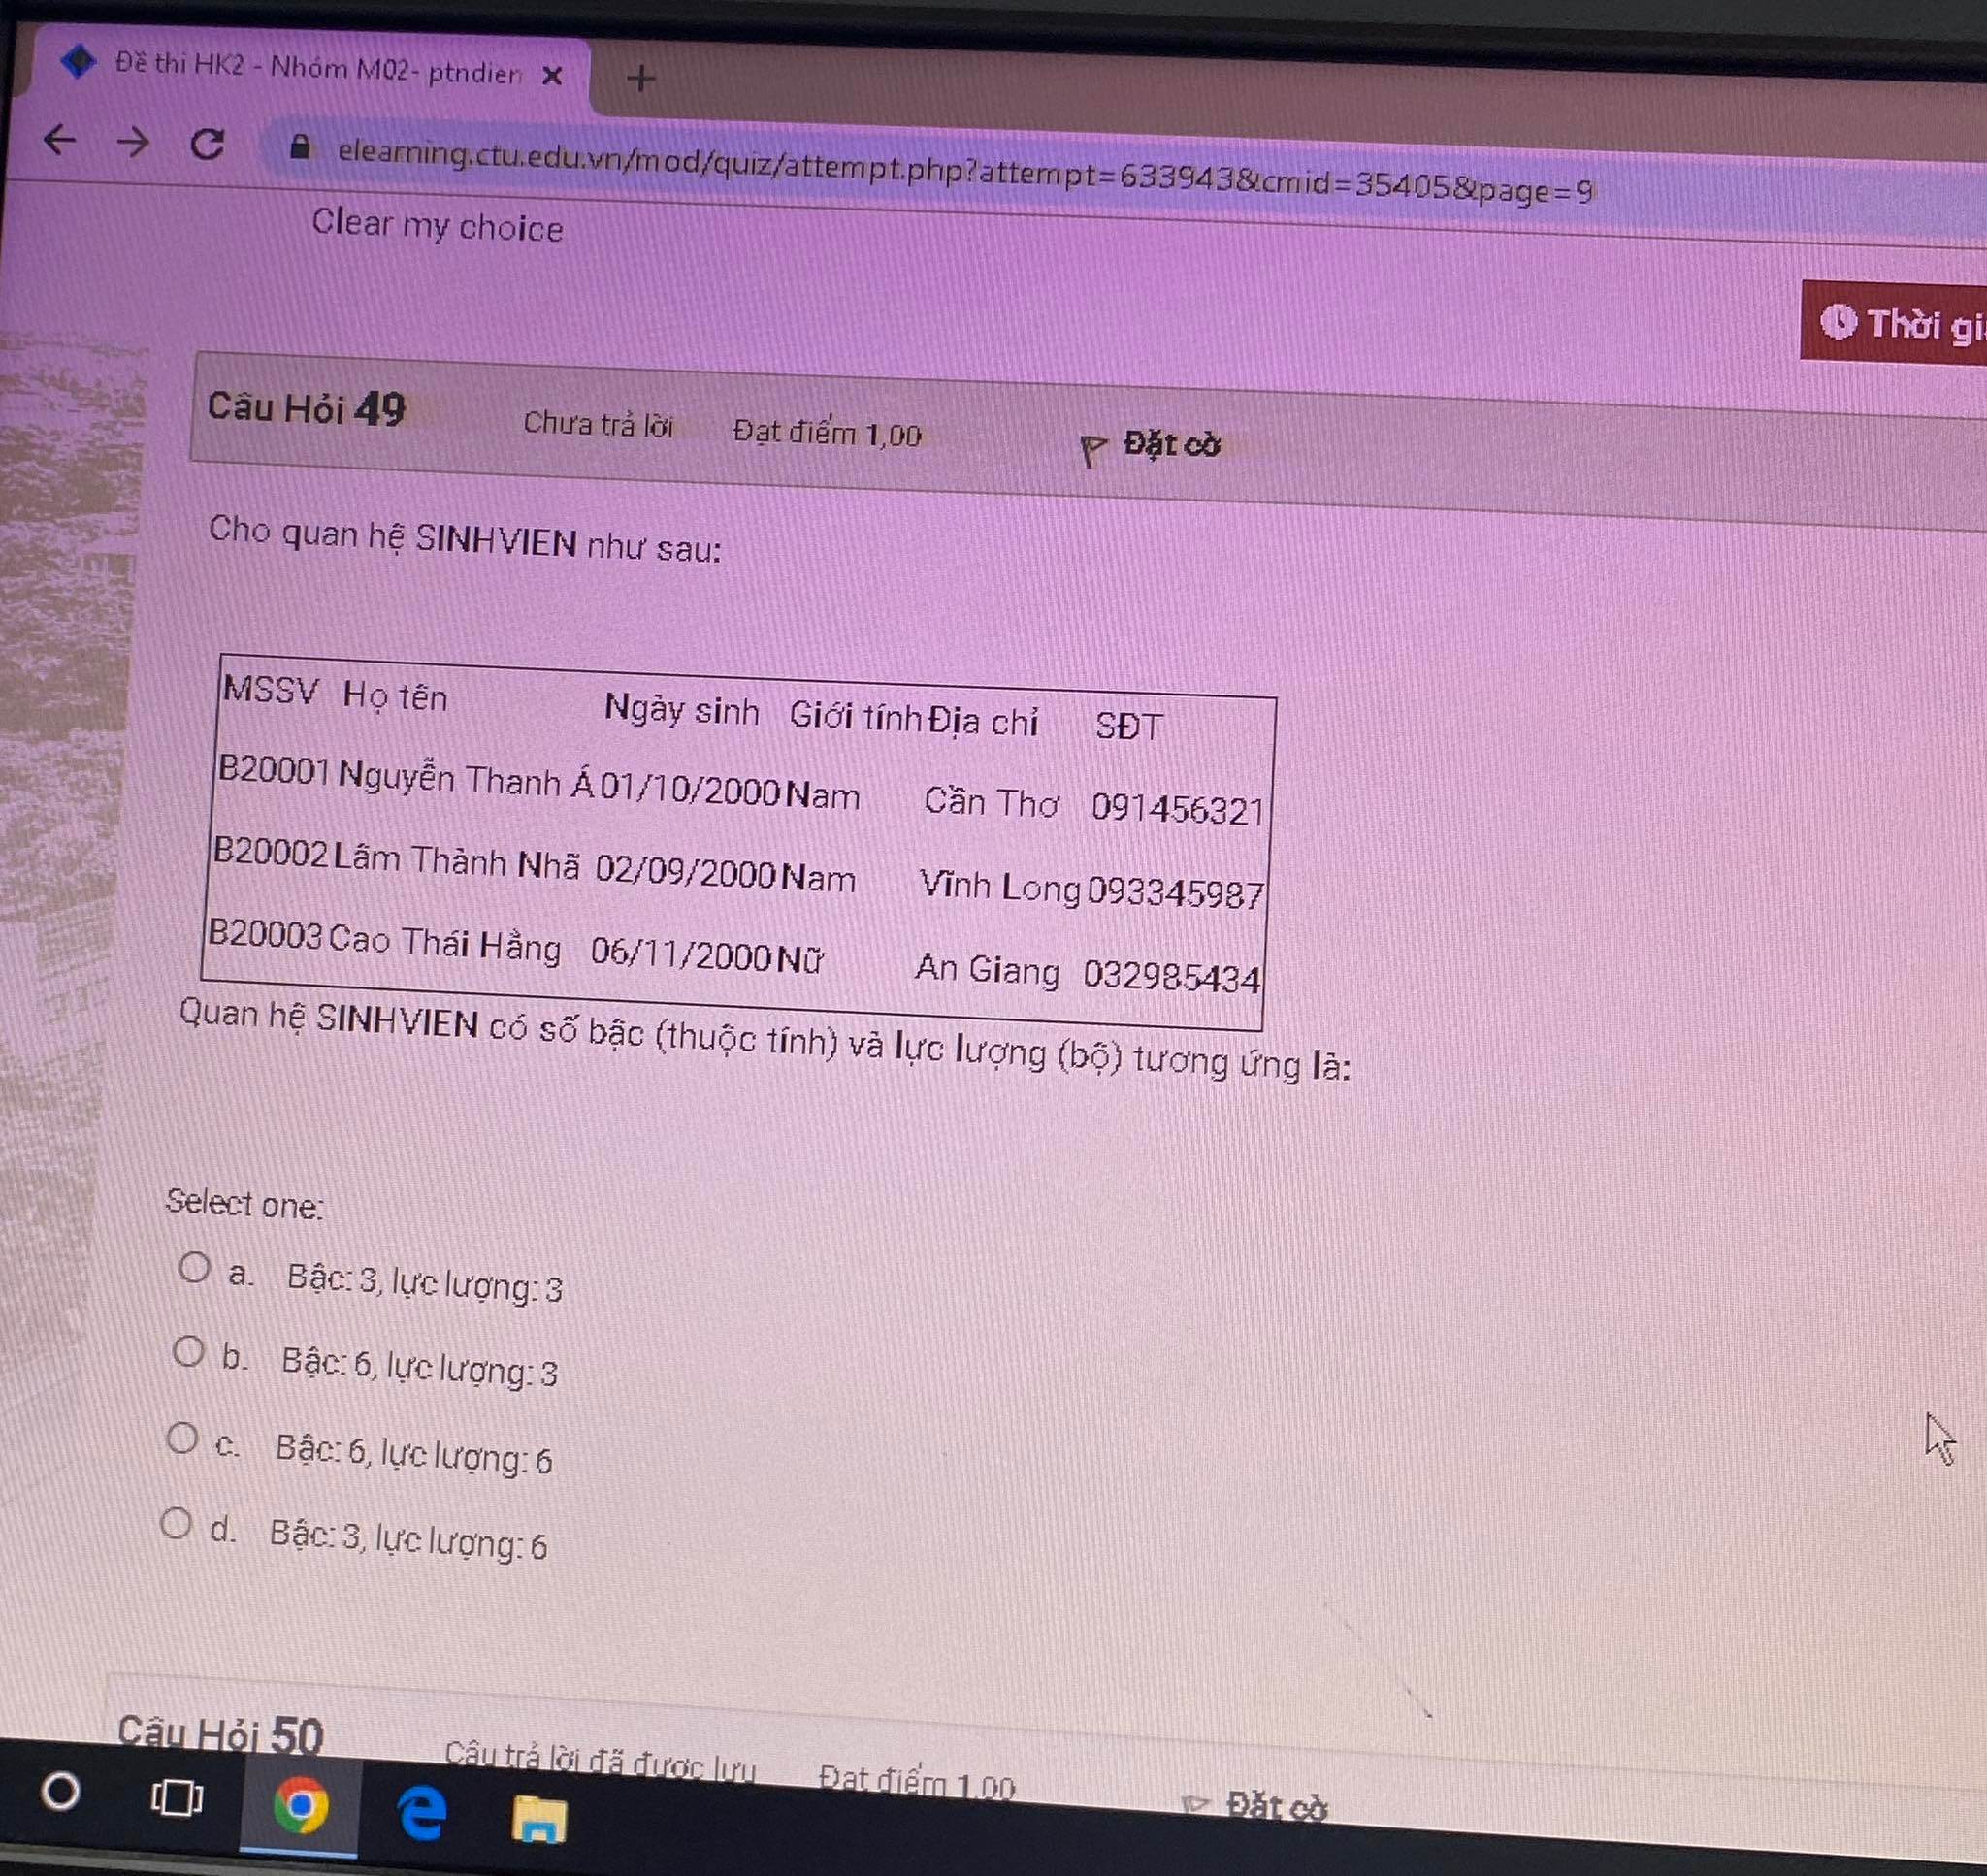 Đề thi HK2 - Nhóm M02- ptndien
elearning.ctu.edu.vn/mod/quiz/attempt.php?attempt=633943&cmid=35405&page=9
Clear my choice
Thời gi
Câu Hỏi 49 Chưa trả lời Đạt điểm 1,00 Đặt cờ
Cho quan hệ SINHVIEN như sau:
MSSV Họ tên Ngày sinh Giới tính Địa chỉ SĐT
B20001 Nguyễn Thanh Á 01/10/2000 Nam Cần Thơ 091456321
B20002 Lâm Thành Nhã 02/09/2000 Nam Vĩnh Long 093345987
B20003 Cao Thái Hằng 06/11/2000 Nữ An Giang 032985434
Quan hệ SINHVIEN có số bậc (thuộc tính) và lực lượng (bộ) tương ứng là:
Select one:
a. Bậc: 3, lực lượng: 3
b. Bậc: 6, lực lượng: 3
c. Bậc: 6, lực lượng: 6
d. Bậc: 3, lực lượng: 6
Câu Hỏi 50 Câu trả lời đã được lưu Đạt điểm 1,00 Đặt cờ